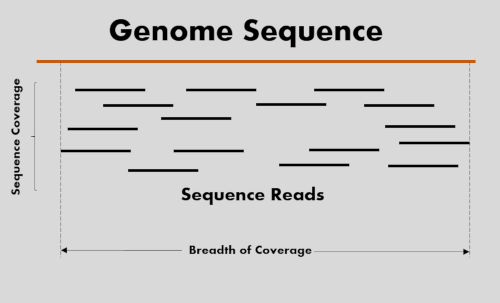 Genome Sequence
Sequence Coverage
Sequence Reads
Breadth of Coverage